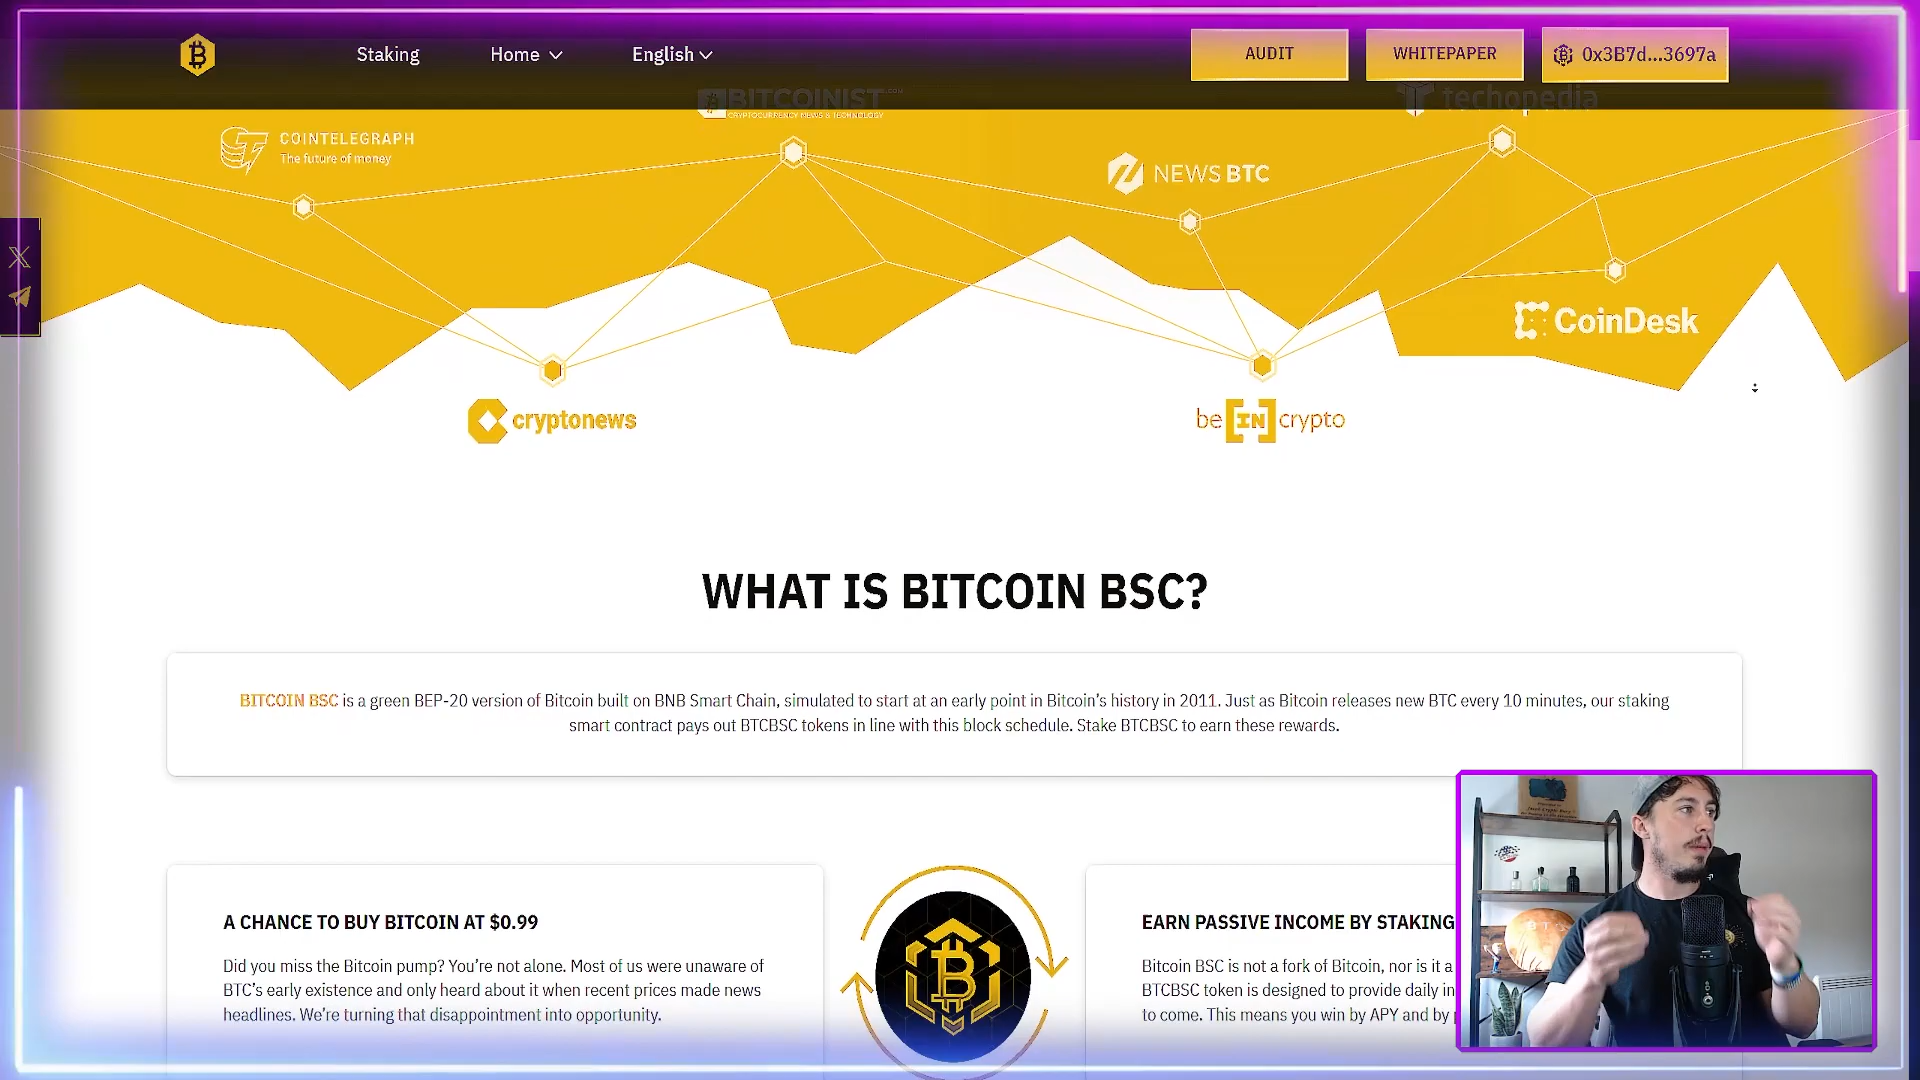 Staking
Home
English
AUDIT
WHITEPAPER
0x3B7d...3697a
BITCOINIST.COM
CRYPTOCURRENCY NEWS & TECHNOLOGY
techopedia
COINTELEGRAPH
The future of money
NEWS BTC
CoinDesk
cryptonews
be[IN]crypto
WHAT IS BITCOIN BSC?
BITCOIN BSC is a green BEP-20 version of Bitcoin built on BNB Smart Chain, simulated to start at an early point in Bitcoin's history in 2011. Just as Bitcoin releases new BTC every 10 minutes, our staking
smart contract pays out BTCBSC tokens in line with this block schedule. Stake BTCBSC to earn these rewards.
A CHANCE TO BUY BITCOIN AT $0.99
Did you miss the Bitcoin pump? You're not alone. Most of us were unaware of
BTC's early existence and only heard about it when recent prices made news
headlines. We're turning that disappointment into opportunity.
EARN PASSIVE INCOME BY STAKING
Bitcoin BSC is not a fork of Bitcoin, nor is it a
BTCBSC token is designed to provide daily in
to come. This means you win by APY and by